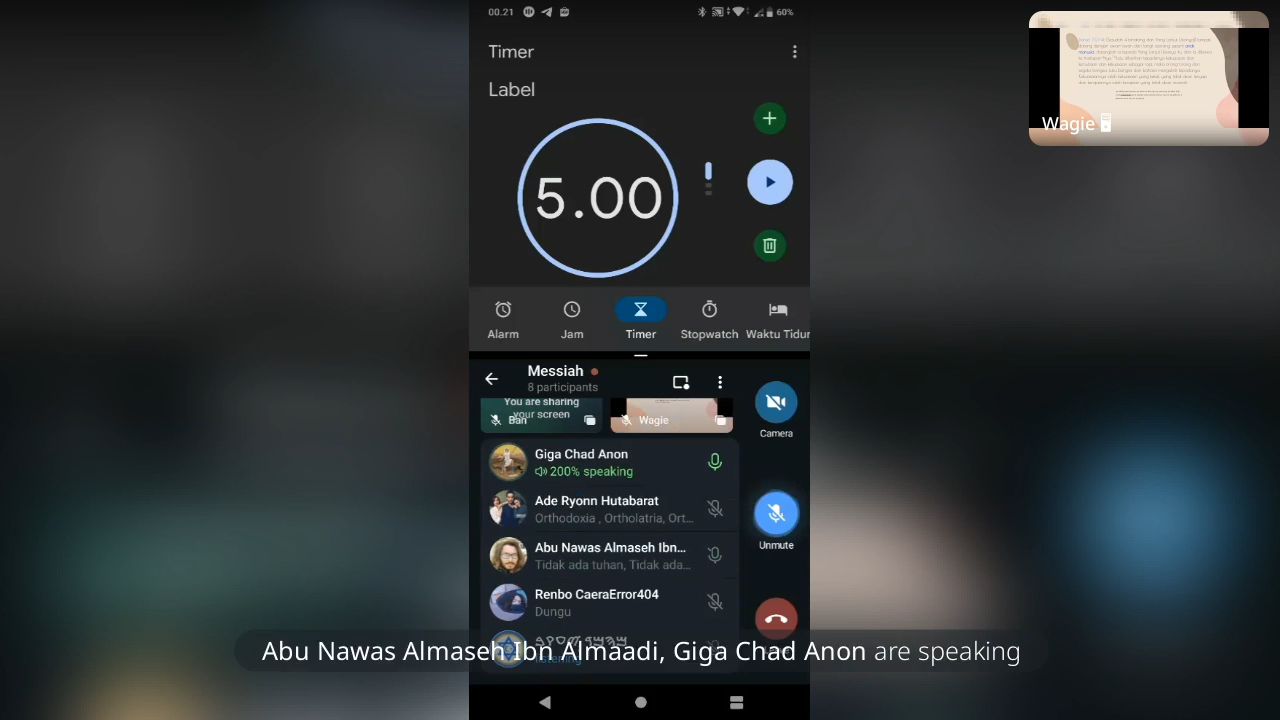 00.21
60%
Timer
Label
5.00
Alarm
Jam
Timer
Stopwatch
Waktu Tidur
Messiah
8 participants
You are sharing
your screen
Ban
Wagie
Camera
Giga Chad Anon
200% speaking
Ade Ryonn Hutabarat
Orthodoxia , Ortholatria, Ort...
Unmute
Abu Nawas Almaseh Ibn...
Tidak ada tuhan, Tidak ada...
Renbo CaeraError404
Dungu
listening
Abu Nawas Almaseh Ibn Almaadi, Giga Chad Anon are speaking
Wagie